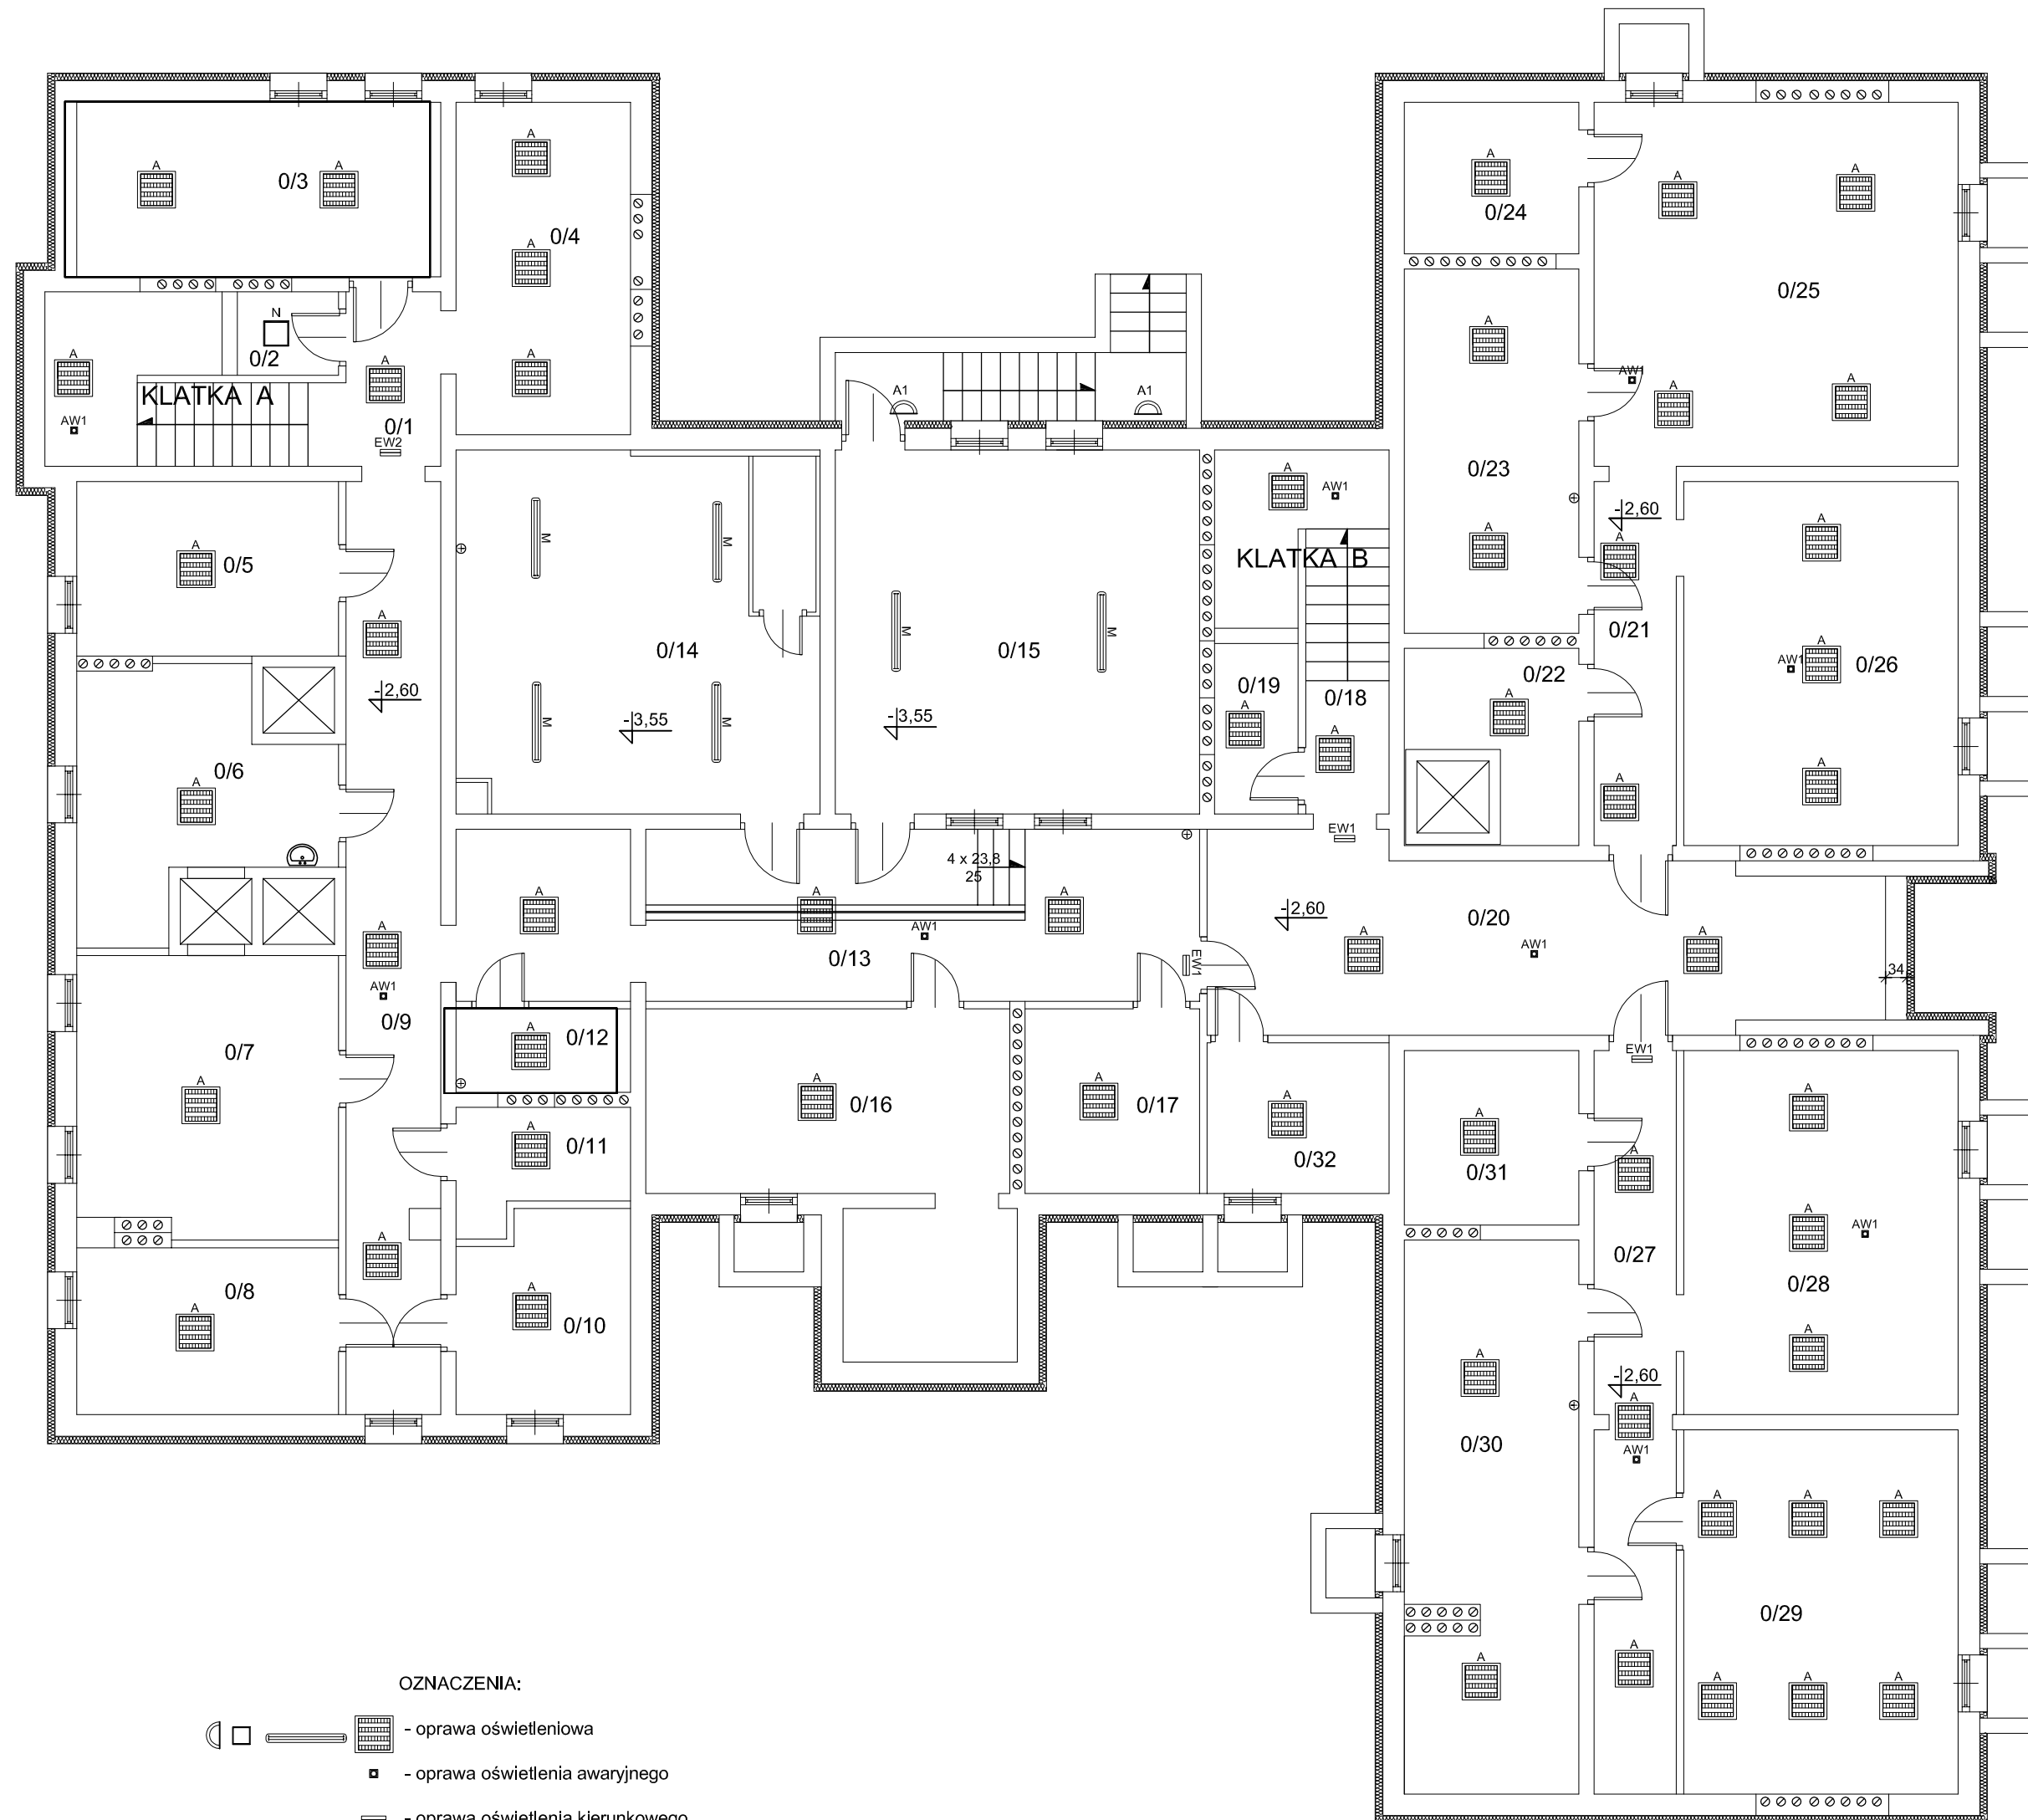 A
A
0/3
A
0/4
A
A
N
0/2
A
A
KLATKA A
AW1
0/1
EW2
A1
A1
A
0/24
A
A
0/25
A
AW1
A
A
0/23
A
-2,60
A
0/21
A
0/22
A
A
AW1
A
0/26
A
A
AW1
KLATKA B
0/19
A
0/18
A
EW1
A
0/5
A
-2,60
0/6
A
M
M
0/14
M
M
-3,55
M
0/15
M
-3,55
4 x 23,8
25
A
A
A
AW1
0/13
EW1
-2,60
0/20
A
AW1
A
34
A
AW1
0/9
0/7
A
A
0/12
A
0/11
A
0/16
A
0/17
A
0/32
A
0/8
A
A
0/10
EW1
A
0/31
A
0/27
A
A
AW1
0/28
A
A
-2,60
A
AW1
0/30
A
A
A
A
0/29
A
A
A
A
A
OZNACZENIA:
- oprawa oświetleniowa
- oprawa oświetlenia awaryjnego
- oprawa oświetlenia kierunkowego